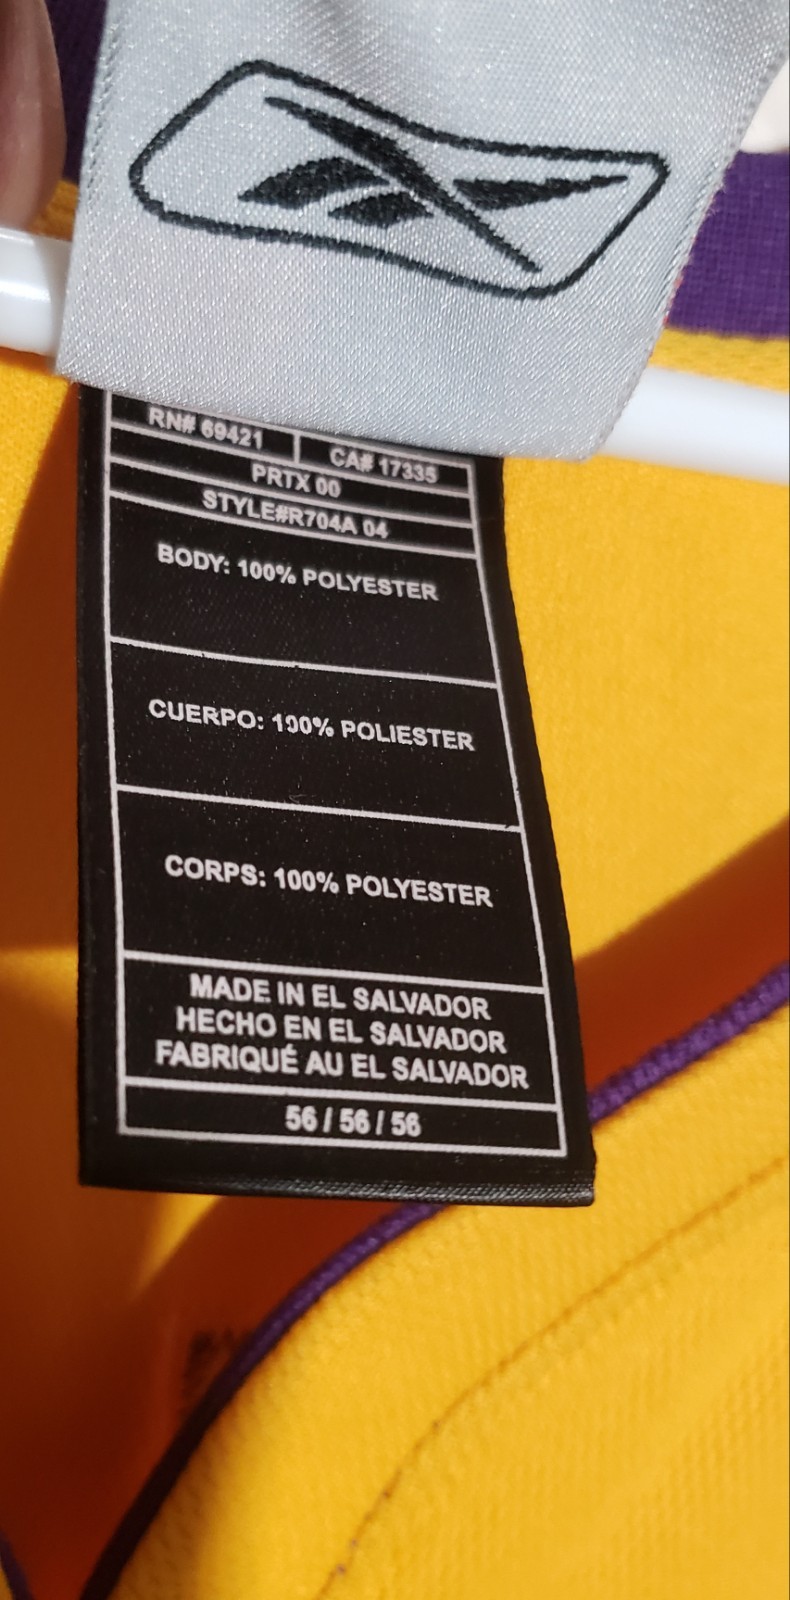 RN# 69421
CA# 17335
PRTX 00
STYLE#R704A 04
BODY: 100% POLYESTER
CUERPO: 100% POLIESTER
CORPS: 100% POLYESTER
MADE IN EL SALVADOR
HECHO EN EL SALVADOR
FABRIQUÉ AU EL SALVADOR
56 / 56 / 56